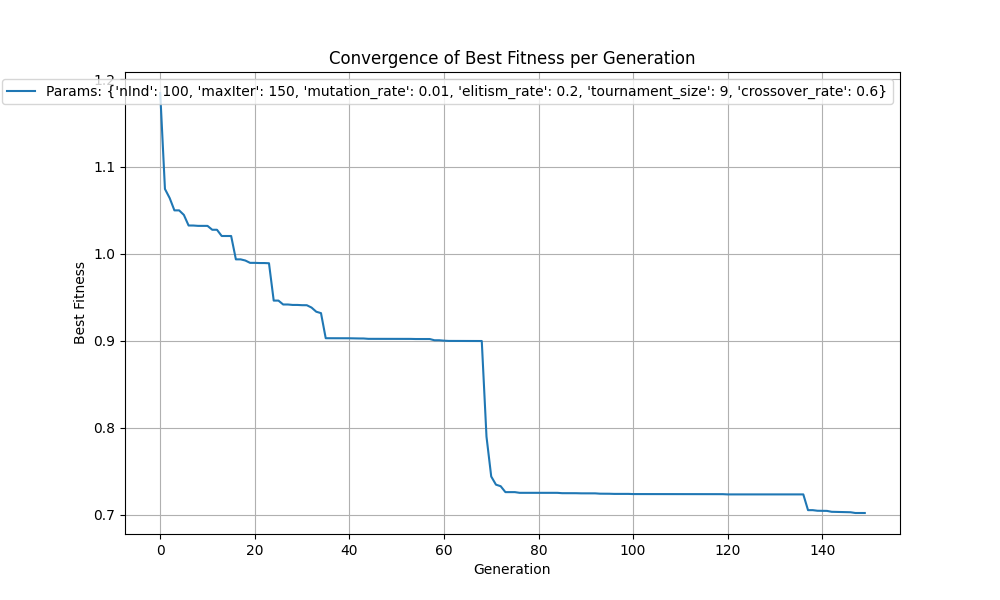 Convergence of Best Fitness per Generation
1.2
Params: {'nInd': 100, 'maxIter': 150, 'mutation_rate': 0.01, 'elitism_rate': 0.2, 'tournament_size': 9, 'crossover_rate': 0.6}
1.1
1.0
0.9
0.8
0.7
Best Fitness
0 20 40 60 80 100 120 140
Generation